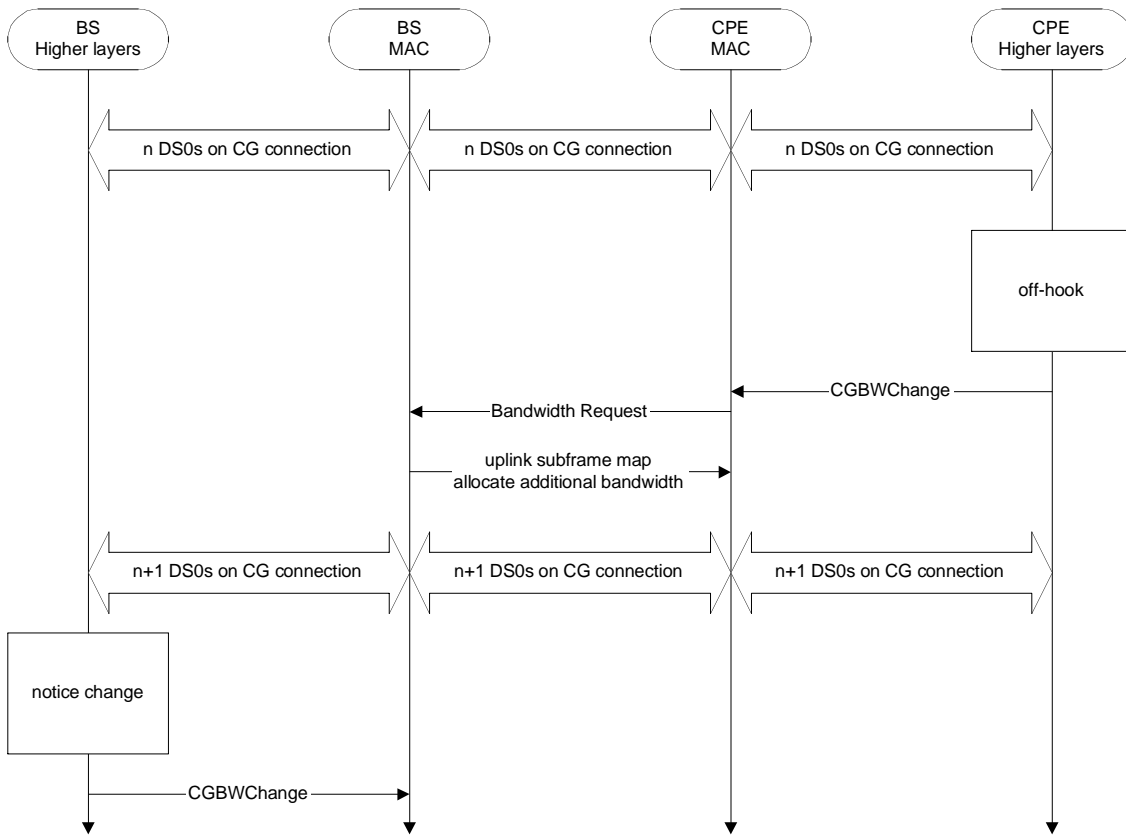 BS
Higher layers
BS
MAC
CPE
MAC
CPE
Higher layers
n DS0s on CG connection
n DS0s on CG connection
n DS0s on CG connection
off-hook
CGBWChange
Bandwidth Request
uplink subframe map
allocate additional bandwidth
n+1 DS0s on CG connection
n+1 DS0s on CG connection
n+1 DS0s on CG connection
notice change
CGBWChange